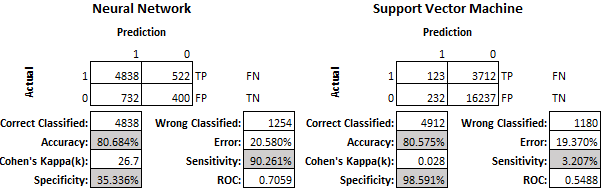 Neural Network Support Vector Machine
Prediction Prediction
1 0 1 0
Actual 1 4838 522 TP FN Actual 1 123 3712 TP FN
0 732 400 FP TN 0 232 16237 FP TN
Correct Classified: 4838 Wrong Classified: 1254 Correct Classified: 4912 Wrong Classified: 1180
Accuracy: 80.684% Error: 20.580% Accuracy: 80.575% Error: 19.370%
Cohen's Kappa(k): 26.7 Sensitivity: 90.261% Cohen's Kappa(k): 0.028 Sensitivity: 3.207%
Specificity: 35.336% ROC: 0.7059 Specificity: 98.591% ROC: 0.5488